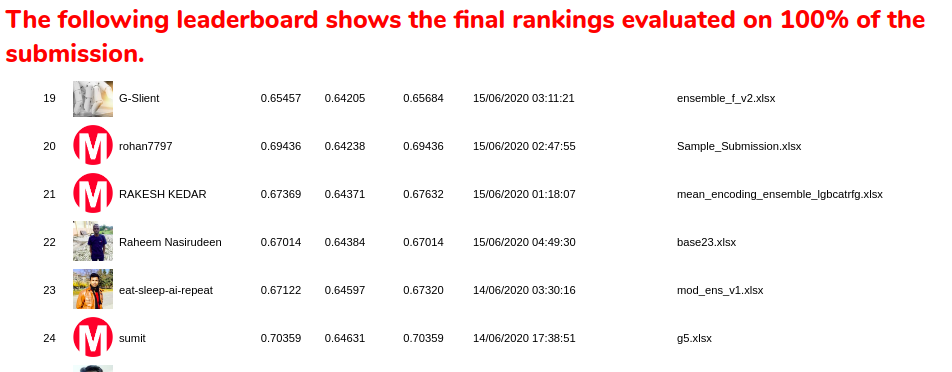 The following leaderboard shows the final rankings evaluated on 100% of the
submission.
19 G-Slient 0.65457 0.64205 0.65684 15/06/2020 03:11:21 ensemble_f_v2.xlsx
20 M rohan7797 0.69436 0.64238 0.69436 15/06/2020 02:47:55 Sample_Submission.xlsx
21 M RAKESH KEDAR 0.67369 0.64371 0.67632 15/06/2020 01:18:07 mean_encoding_ensemble_lgbcatrfg.xlsx
22 Raheem Nasirudeen 0.67014 0.64384 0.67014 15/06/2020 04:49:30 base23.xlsx
23 eat-sleep-ai-repeat 0.67122 0.64597 0.67320 14/06/2020 03:30:16 mod_ens_v1.xlsx
24 M sumit 0.70359 0.64631 0.70359 14/06/2020 17:38:51 g5.xlsx